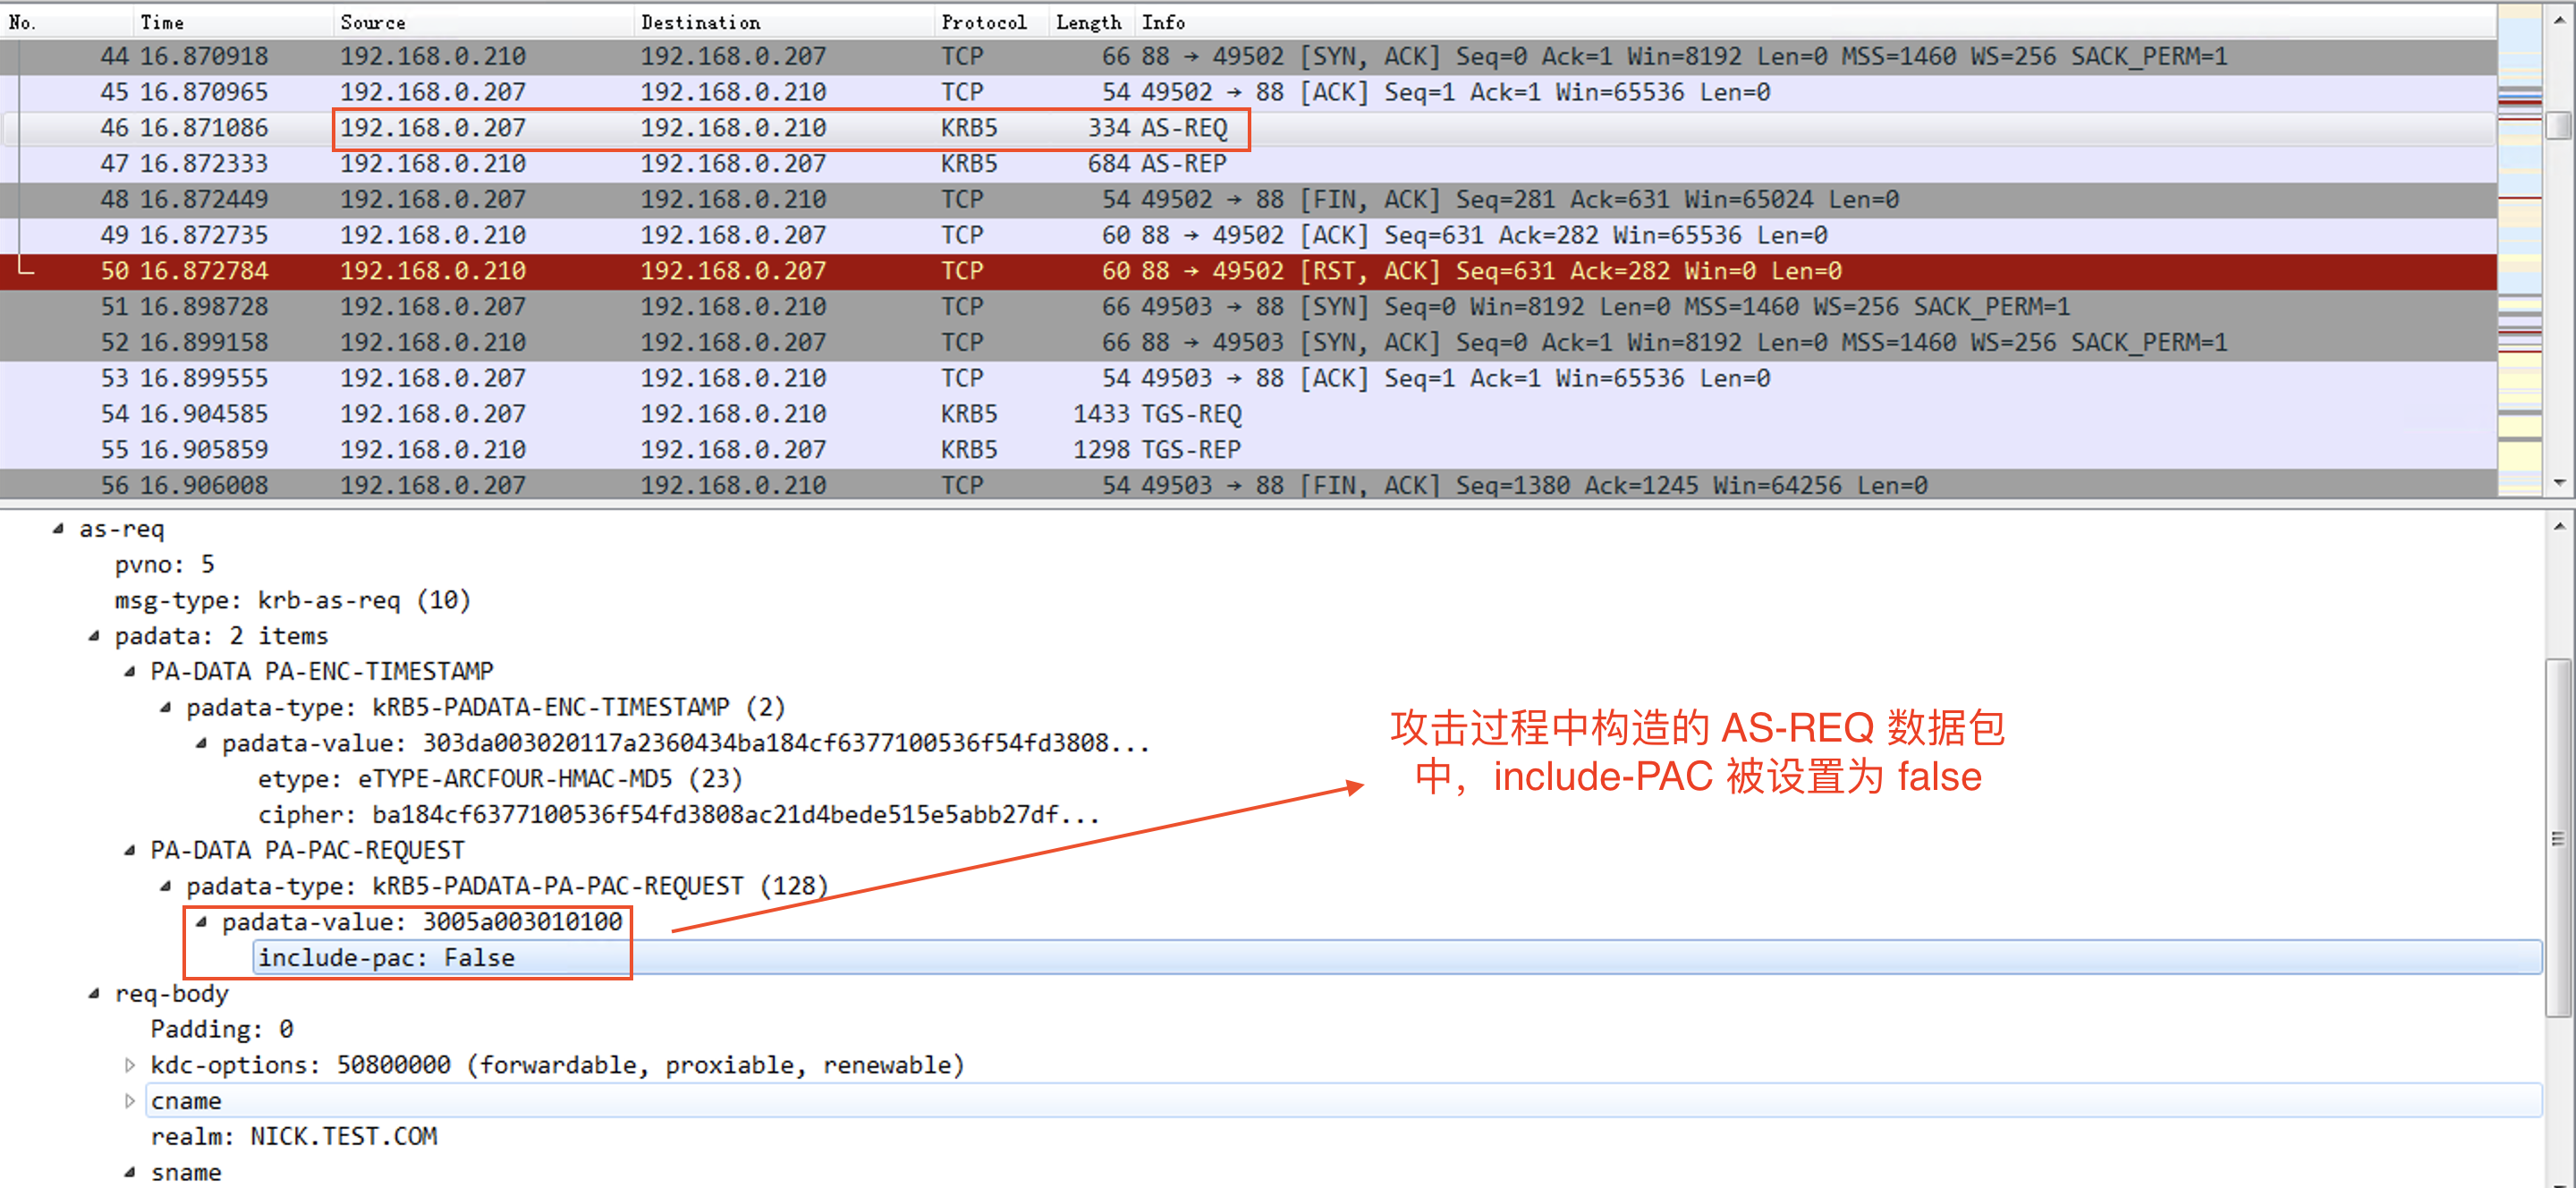 No. Time Source Destination Protocol Length Info
44 16.870918 192.168.0.210 192.168.0.207 TCP 66 88 → 49502 [SYN, ACK] Seq=0 Ack=1 Win=8192 Len=0 MSS=1460 WS=256 SACK_PERM=1
45 16.870965 192.168.0.207 192.168.0.210 TCP 54 49502 → 88 [ACK] Seq=1 Ack=1 Win=65536 Len=0
46 16.871086 192.168.0.207 192.168.0.210 KRB5 334 AS-REQ
47 16.872333 192.168.0.210 192.168.0.207 KRB5 684 AS-REP
48 16.872449 192.168.0.207 192.168.0.210 TCP 54 49502 → 88 [FIN, ACK] Seq=281 Ack=631 Win=65024 Len=0
49 16.872735 192.168.0.210 192.168.0.207 TCP 60 88 → 49502 [ACK] Seq=631 Ack=282 Win=65536 Len=0
50 16.872784 192.168.0.210 192.168.0.207 TCP 60 88 → 49502 [RST, ACK] Seq=631 Ack=282 Win=0 Len=0
51 16.898728 192.168.0.207 192.168.0.210 TCP 66 49503 → 88 [SYN] Seq=0 Win=8192 Len=0 MSS=1460 WS=256 SACK_PERM=1
52 16.899158 192.168.0.210 192.168.0.207 TCP 66 88 → 49503 [SYN, ACK] Seq=0 Ack=1 Win=8192 Len=0 MSS=1460 WS=256 SACK_PERM=1
53 16.899555 192.168.0.207 192.168.0.210 TCP 54 49503 → 88 [ACK] Seq=1 Ack=1 Win=65536 Len=0
54 16.904585 192.168.0.207 192.168.0.210 KRB5 1433 TGS-REQ
55 16.905859 192.168.0.210 192.168.0.207 KRB5 1298 TGS-REP
56 16.906008 192.168.0.207 192.168.0.210 TCP 54 49503 → 88 [FIN, ACK] Seq=1380 Ack=1245 Win=64256 Len=0
as-req
pvno: 5
msg-type: krb-as-req (10)
padata: 2 items
PA-DATA PA-ENC-TIMESTAMP
padata-type: kRB5-PADATA-ENC-TIMESTAMP (2)
padata-value: 303da003020117a2360434ba184cf6377100536f54fd3808...
etype: eTYPE-ARCFOUR-HMAC-MD5 (23)
cipher: ba184cf6377100536f54fd3808ac21d4bede515e5abb27df...
PA-DATA PA-PAC-REQUEST
padata-type: kRB5-PADATA-PA-PAC-REQUEST (128)
padata-value: 3005a003010100
include-pac: False
req-body
Padding: 0
kdc-options: 50800000 (forwardable, proxiable, renewable)
cname
realm: NICK.TEST.COM
sname
攻击过程中构造的 AS-REQ 数据包
中，include-PAC 被设置为 false